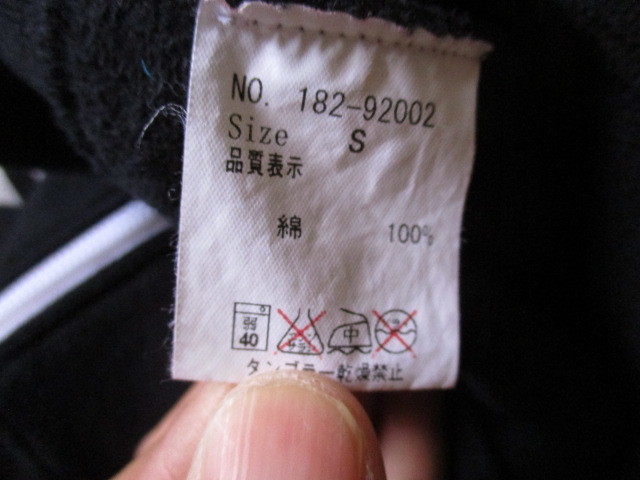 NO. 182-92002
Size S
品質表示
綿 100%
弱
40
中
タンブラー乾燥禁止